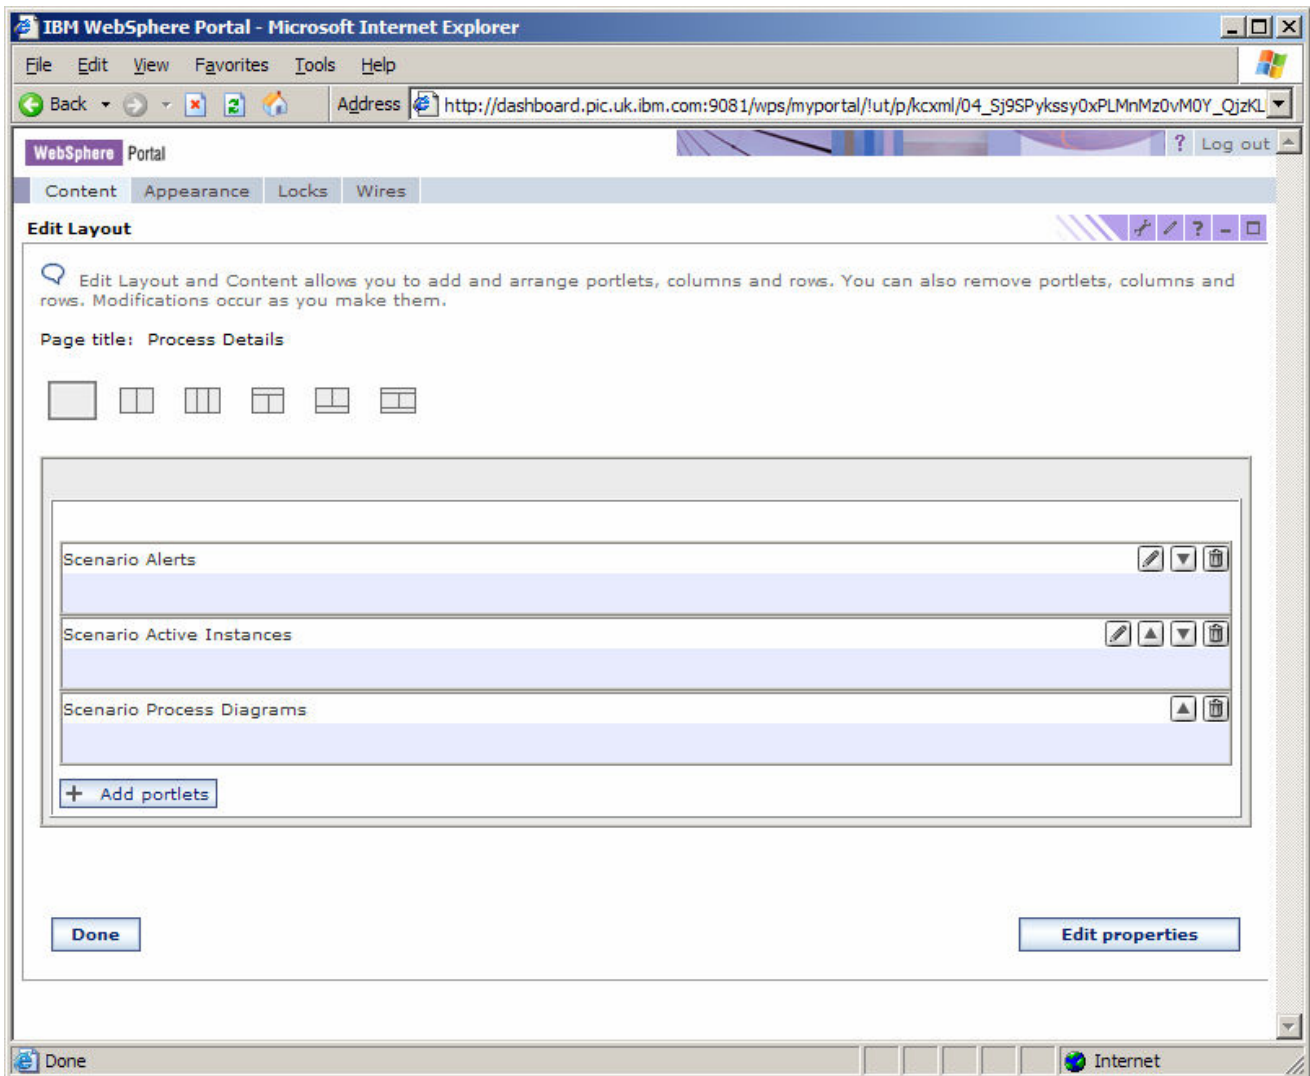 IBM WebSphere Portal - Microsoft Internet Explorer
File Edit View Favorites Tools Help
Back Address http://dashboard.pic.uk.ibm.com:9081/wps/myportal/!ut/p/kcxml/04_Sj9SPykssy0xPLMnMz0vM0Y_QjzKL
WebSphere Portal ? Log out
Content Appearance Locks Wires
Edit Layout ?
Edit Layout and Content allows you to add and arrange portlets, columns and rows. You can also remove portlets, columns and
rows. Modifications occur as you make them.
Page title: Process Details
Scenario Alerts
Scenario Active Instances
Scenario Process Diagrams
+ Add portlets
Done Edit properties
Done Internet